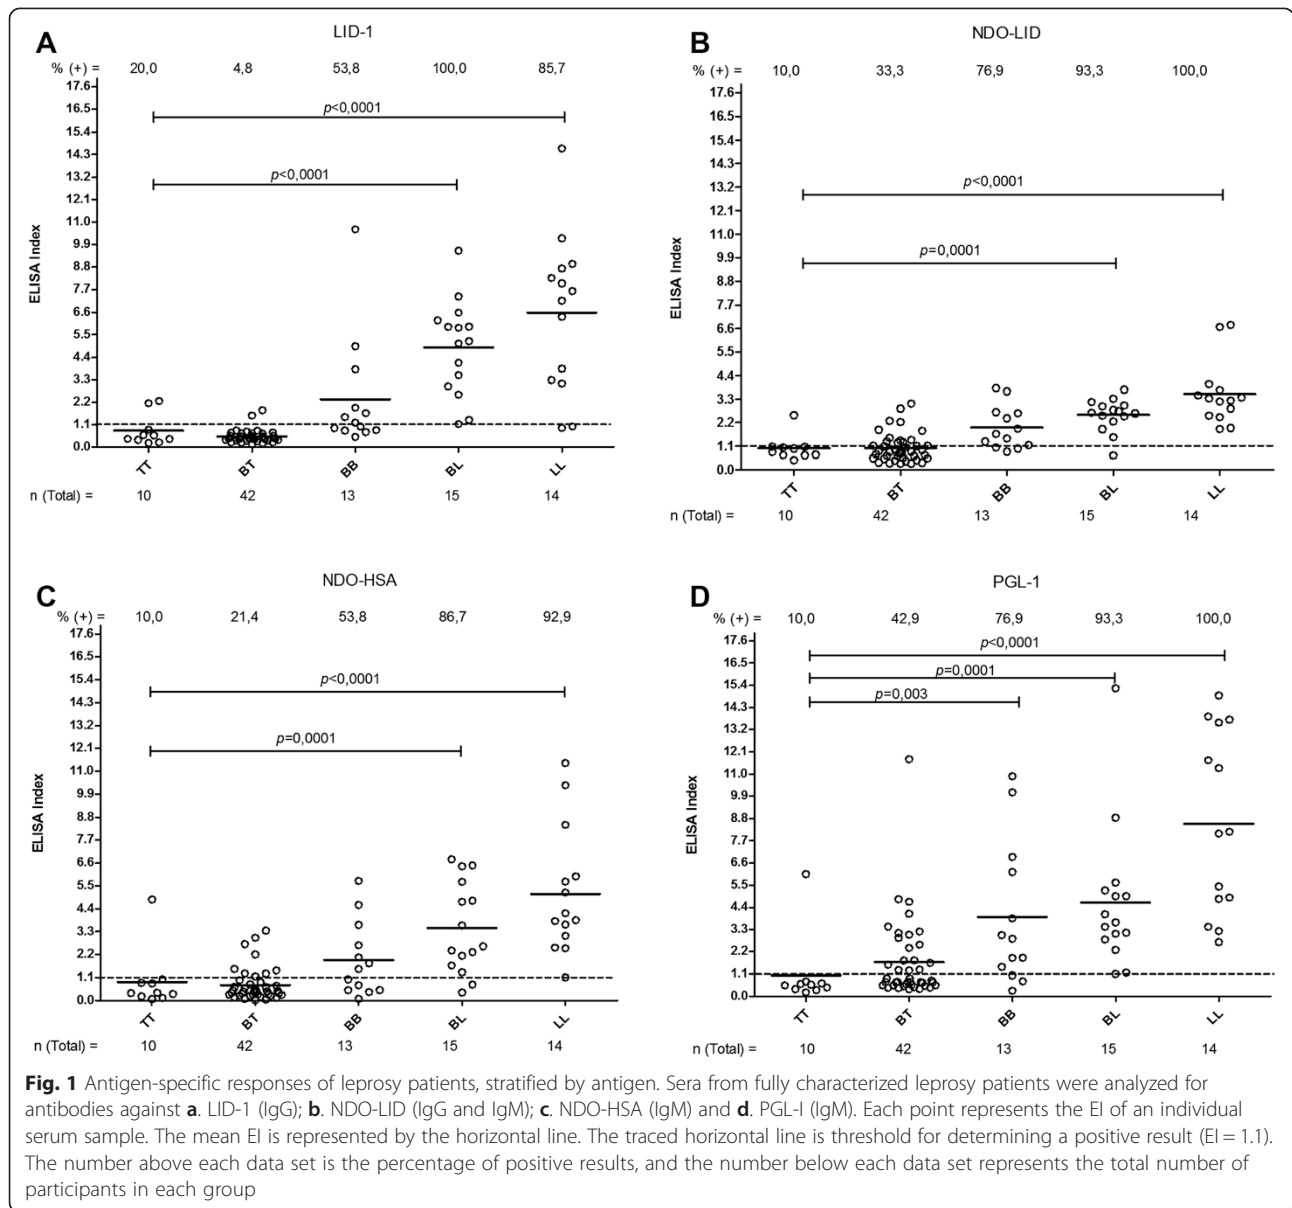 A
LID-1
% (+) = 20,0 4,8 53,8 100,0 85,7
17.6
16.5
15.4
14.3
13.2
12.1
11.0
9.9
8.8
7.7
6.6
5.5
4.4
3.3
2.2
1.1
0.0
ELISA Index
p<0,0001
p<0,0001
TT BT BB BL LL
n (Total) = 10 42 13 15 14
B
NDO-LID
% (+) = 10,0 33,3 76,9 93,3 100,0
17.6
16.5
15.4
14.3
13.2
12.1
11.0
9.9
8.8
7.7
6.6
5.5
4.4
3.3
2.2
1.1
0.0
ELISA Index
p<0,0001
p=0,0001
TT BT BB BL LL
n (Total) = 10 42 13 15 14
C
NDO-HSA
% (+) = 10,0 21,4 53,8 86,7 92,9
17.6
16.5
15.4
14.3
13.2
12.1
11.0
9.9
8.8
7.7
6.6
5.5
4.4
3.3
2.2
1.1
0.0
ELISA Index
p<0,0001
p=0,0001
TT BT BB BL LL
n (Total) = 10 42 13 15 14
D
PGL-1
% (+) = 10,0 42,9 76,9 93,3 100,0
17.6
16.5
15.4
14.3
13.2
12.1
11.0
9.9
8.8
7.7
6.6
5.5
4.4
3.3
2.2
1.1
0.0
ELISA Index
p<0,0001
p=0,0001
p=0,003
TT BT BB BL LL
n (Total) = 10 42 13 15 14
Fig. 1 Antigen-specific responses of leprosy patients, stratified by antigen. Sera from fully characterized leprosy patients were analyzed for
antibodies against a. LID-1 (IgG); b. NDO-LID (IgG and IgM); c. NDO-HSA (IgM) and d. PGL-I (IgM). Each point represents the EI of an individual
serum sample. The mean EI is represented by the horizontal line. The traced horizontal line is threshold for determining a positive result (EI = 1.1).
The number above each data set is the percentage of positive results, and the number below each data set represents the total number of
participants in each group